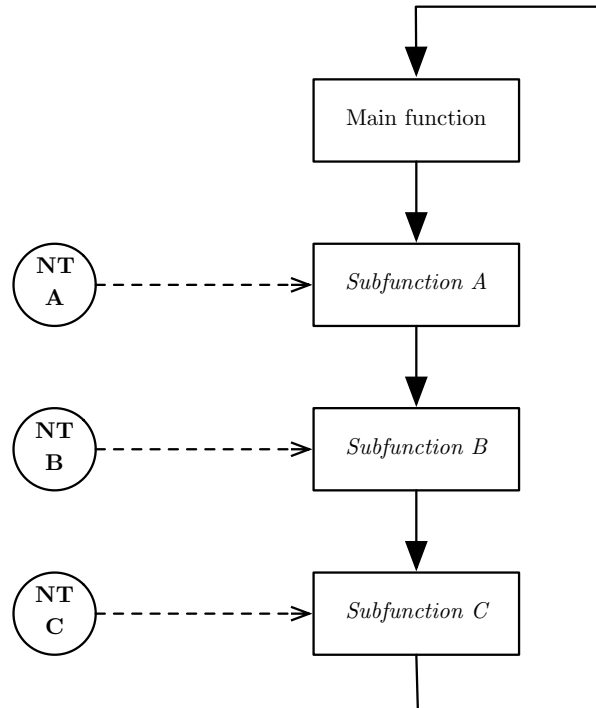 Main function
NT
A
Subfunction A
NT
B
Subfunction B
NT
C
Subfunction C